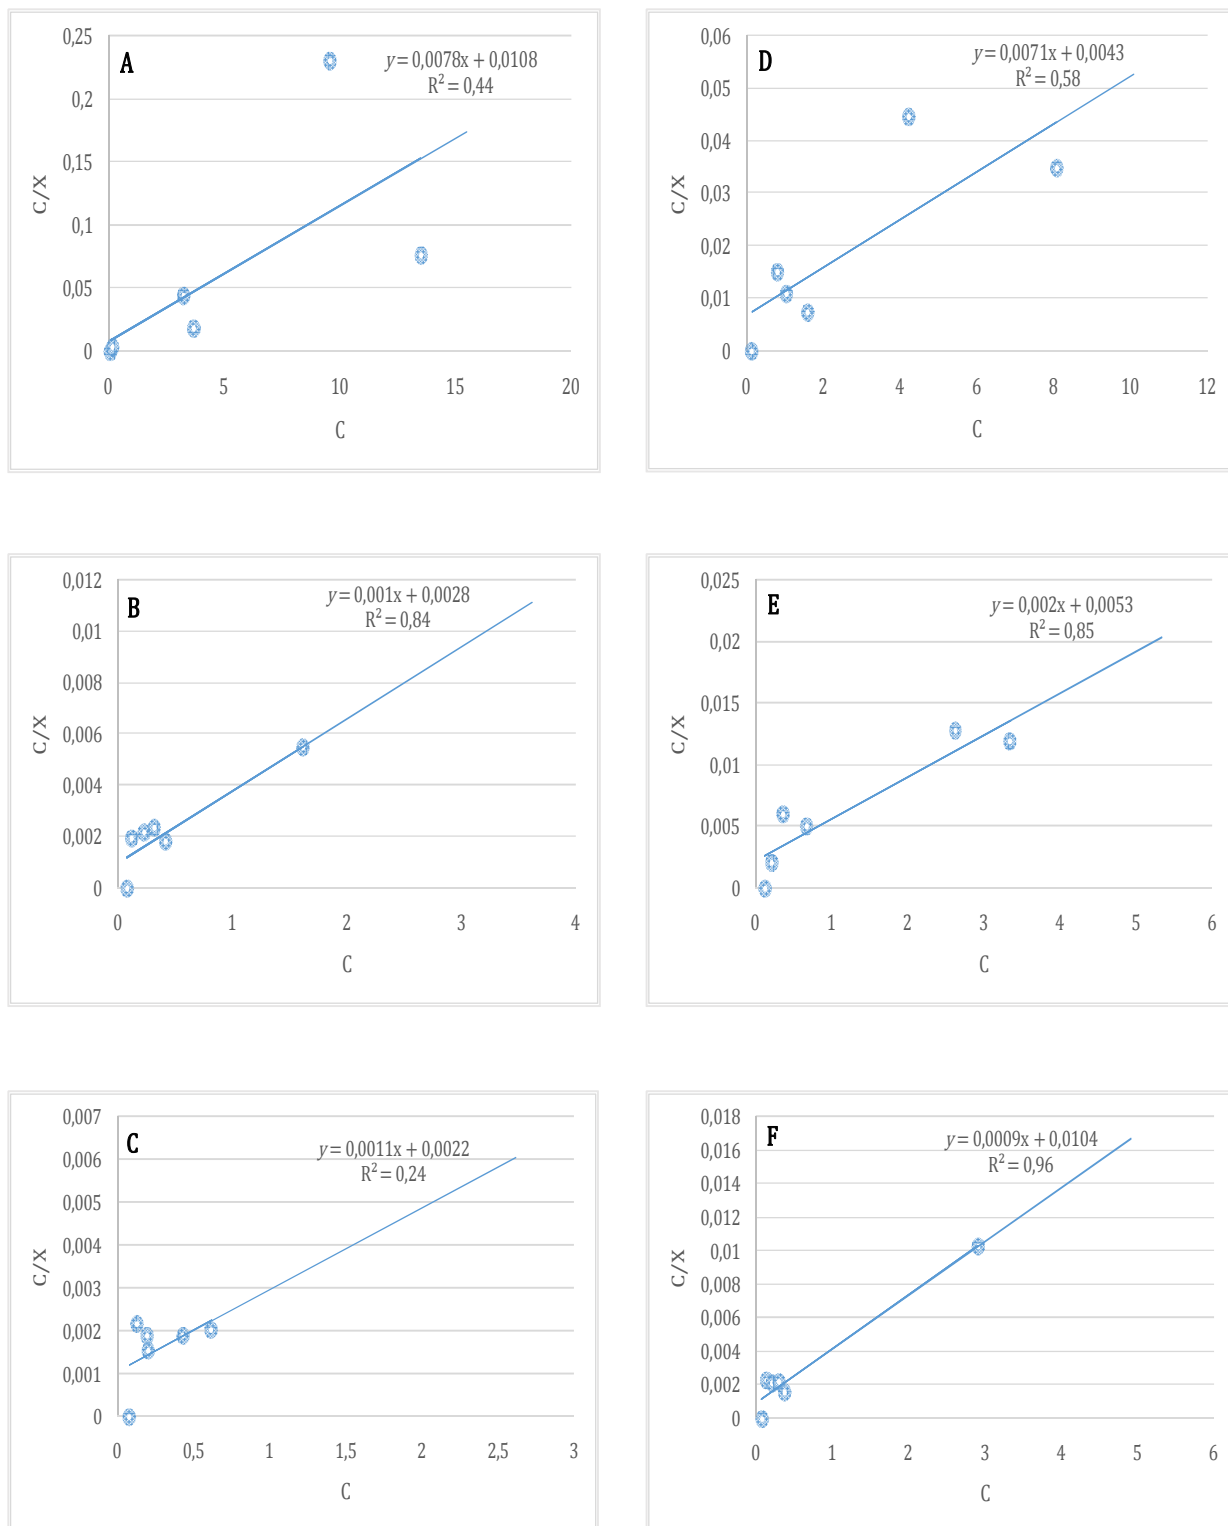 A
y = 0,0078x + 0,0108
R² = 0,44
0,25
0,2
0,15
0,1
0,05
0
C/X
0 5 10 15 20
C
D
y = 0,0071x + 0,0043
R² = 0,58
0,06
0,05
0,04
0,03
0,02
0,01
0
C/X
0 2 4 6 8 10 12
C
B
y = 0,001x + 0,0028
R² = 0,84
0,012
0,01
0,008
0,006
0,004
0,002
0
C/X
0 1 2 3 4
C
E
y = 0,002x + 0,0053
R² = 0,85
0,025
0,02
0,015
0,01
0,005
0
C/X
0 1 2 3 4 5 6
C
C
y = 0,0011x + 0,0022
R² = 0,24
0,007
0,006
0,005
0,004
0,003
0,002
0,001
0
C/X
0 0,5 1 1,5 2 2,5 3
C
F
y = 0,0009x + 0,0104
R² = 0,96
0,018
0,016
0,014
0,012
0,01
0,008
0,006
0,004
0,002
0
C/X
0 1 2 3 4 5 6
C